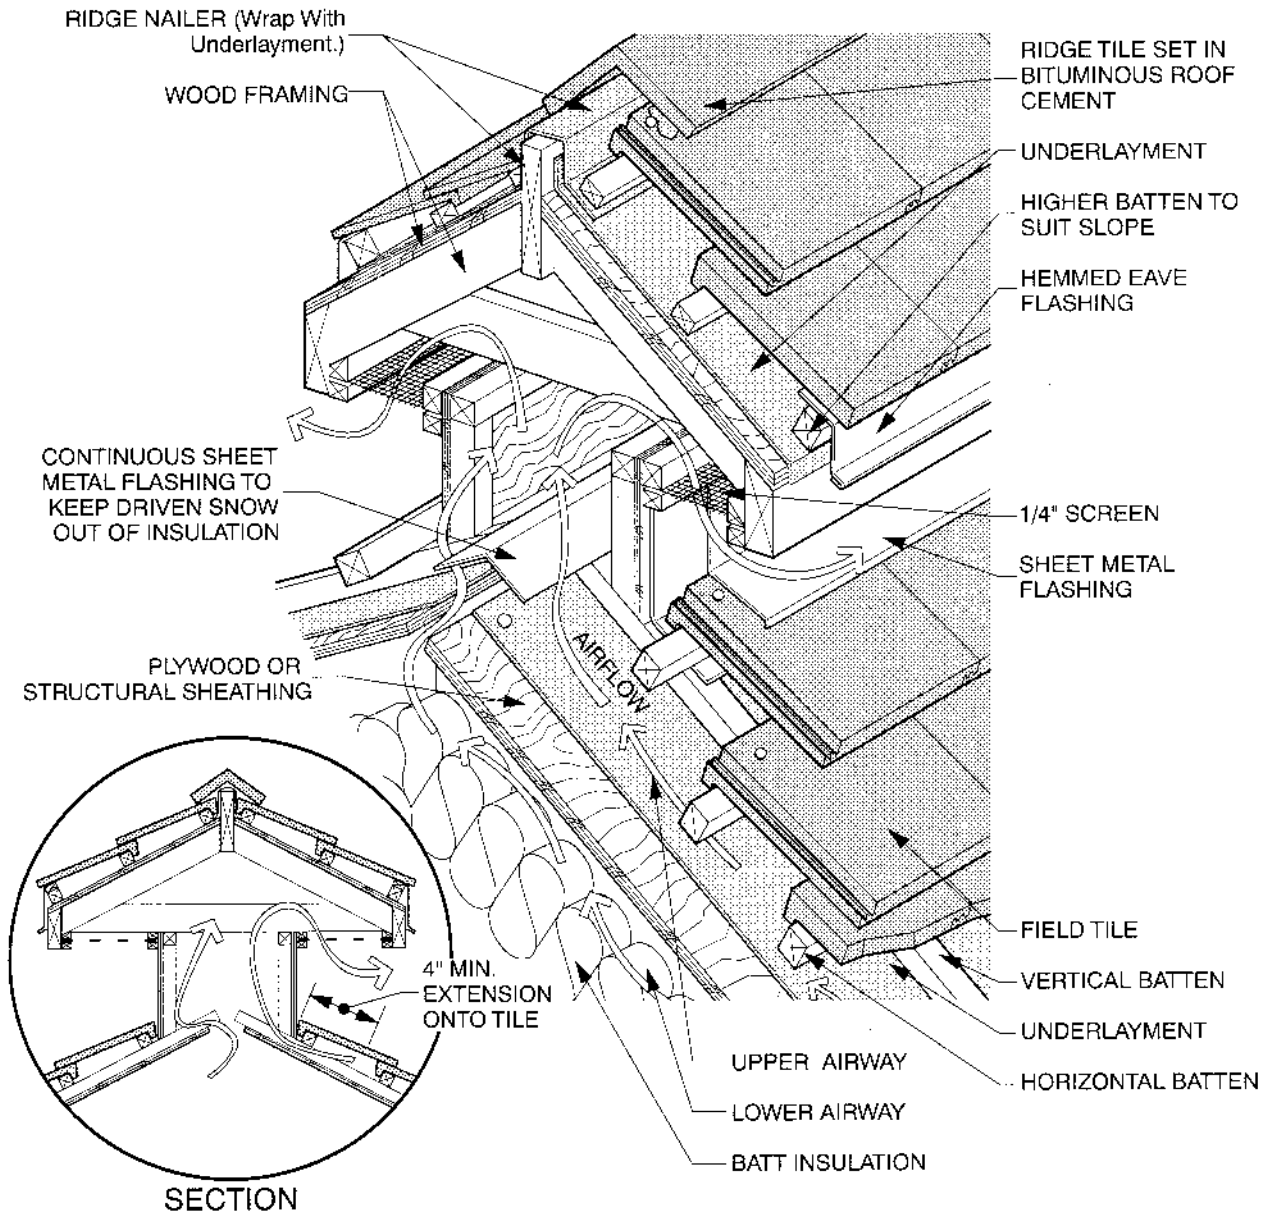 RIDGE NAILER (Wrap With
Underlayment.)
WOOD FRAMING
RIDGE TILE SET IN
BITUMINOUS ROOF
CEMENT
UNDERLAYMENT
HIGHER BATTEN TO
SUIT SLOPE
HEMMED EAVE
FLASHING
CONTINUOUS SHEET
METAL FLASHING TO
KEEP DRIVEN SNOW
OUT OF INSULATION
1/4" SCREEN
SHEET METAL
FLASHING
AIRFLOW
PLYWOOD OR
STRUCTURAL SHEATHING
4" MIN.
EXTENSION
ONTO TILE
FIELD TILE
VERTICAL BATTEN
UNDERLAYMENT
HORIZONTAL BATTEN
UPPER AIRWAY
LOWER AIRWAY
BATT INSULATION
SECTION